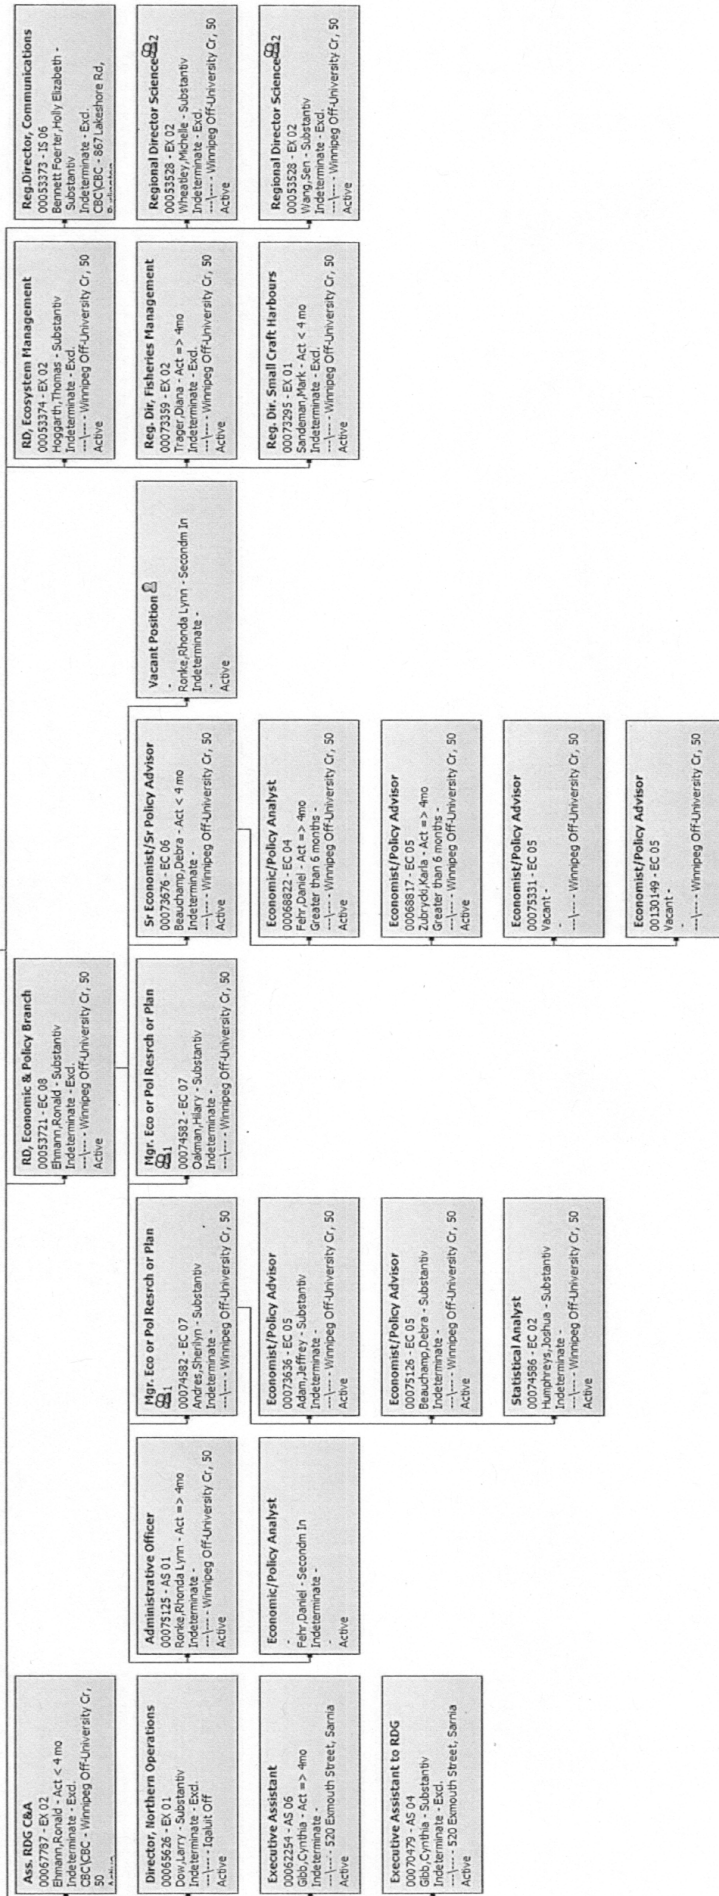 Ass. RDG C&A
00067787 - EX 02
Ehmann,Ronald - Act < 4 mo
Indeterminate - Excl.
CBC\CBC - Winnipeg Off-University Cr,
50
Active
Director, Northern Operations
00065626 - EX 01
Dow,Larry - Substantiv
Indeterminate - Excl.
---\--- - Iqaluit Off
Active
Executive Assistant
00062254 - AS 06
Gibb,Cynthia - Act => 4mo
Indeterminate -
---\--- - 520 Exmouth Street, Sarnia
Active
Executive Assistant to RDG
00070479 - AS 04
Gibb,Cynthia - Substantiv
Indeterminate - Excl.
---\--- - 520 Exmouth Street, Sarnia
Active
RD, Economic & Policy Branch
00053721 - EC 08
Ehmann,Ronald - Substantiv
Indeterminate - Excl.
---\--- - Winnipeg Off-University Cr, 50
Active
Administrative Officer
00075125 - AS 01
Ronke,Rhonda Lynn - Act => 4mo
Indeterminate -
---\--- - Winnipeg Off-University Cr, 50
Active
Economic/Policy Analyst
-
Fehr,Daniel - Secondm In
Indeterminate -
-
Active
Mgr. Eco or Pol Resrch or Plan
1
00074582 - EC 07
Andres,Sherilyn - Substantiv
Indeterminate -
---\--- - Winnipeg Off-University Cr, 50
Active
Economist/Policy Advisor
00073636 - EC 05
Adam,Jeffrey - Substantiv
Indeterminate -
---\--- - Winnipeg Off-University Cr, 50
Active
Economist/Policy Advisor
00075126 - EC 05
Beauchamp,Debra - Substantiv
Indeterminate -
---\--- - Winnipeg Off-University Cr, 50
Active
Statistical Analyst
00074586 - EC 02
Humphreys,Joshua - Substantiv
Indeterminate -
---\--- - Winnipeg Off-University Cr, 50
Active
Mgr. Eco or Pol Resrch or Plan
1
00074582 - EC 07
Oakman,Hilary - Substantiv
Indeterminate -
---\--- - Winnipeg Off-University Cr, 50
Active
Sr Economist/Sr Policy Advisor
00073676 - EC 06
Beauchamp,Debra - Act < 4 mo
Indeterminate -
---\--- - Winnipeg Off-University Cr, 50
Active
Economic/Policy Analyst
00068822 - EC 04
Fehr,Daniel - Act => 4mo
Greater than 6 months -
---\--- - Winnipeg Off-University Cr, 50
Active
Economist/Policy Advisor
00068817 - EC 05
Zubrycki,Karla - Act => 4mo
Greater than 6 months -
---\--- - Winnipeg Off-University Cr, 50
Active
Economist/Policy Advisor
00075331 - EC 05
Vacant -
-
---\--- - Winnipeg Off-University Cr, 50
Economist/Policy Advisor
00130149 - EC 05
Vacant -
-
---\--- - Winnipeg Off-University Cr, 50
Vacant Position
-
Ronke,Rhonda Lynn - Secondm In
Indeterminate -
-
Active
RD, Ecosystem Management
00053374 - EX 02
Hoggarth,Thomas - Substantiv
Indeterminate - Excl.
---\--- - Winnipeg Off-University Cr, 50
Active
Reg. Dir, Fisheries Management
00073359 - EX 02
Trager,Diana - Act => 4mo
Indeterminate - Excl.
---\--- - Winnipeg Off-University Cr, 50
Active
Reg. Dir. Small Craft Harbours
00073295 - EX 01
Sandeman,Mark - Act < 4 mo
Indeterminate - Excl.
---\--- - Winnipeg Off-University Cr, 50
Active
Reg.Director, Communications
00053373 - IS 06
Bennett Foerter,Holly Elizabeth -
Substantiv
Indeterminate - Excl.
CBC\CBC - 867 Lakeshore Rd,
Regional Director Science 2
00053528 - EX 02
Wheatley,Michelle - Substantiv
Indeterminate - Excl.
---\--- - Winnipeg Off-University Cr, 50
Active
Regional Director Science 2
00053528 - EX 02
Wang,Sen - Substantiv
Indeterminate - Excl.
---\--- - Winnipeg Off-University Cr, 50
Active